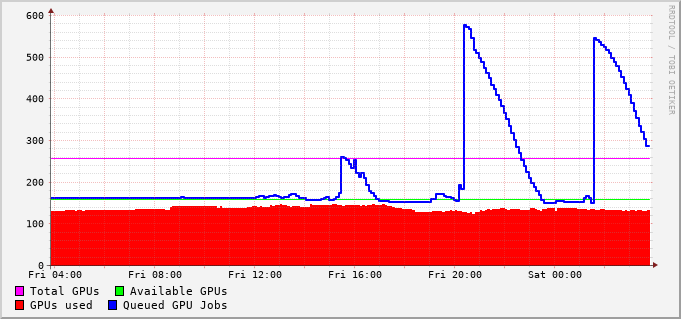 600
500
400
300
200
100
0
Fri 04:00 Fri 08:00 Fri 12:00 Fri 16:00 Fri 20:00 Sat 00:00
Total GPUs Available GPUs
GPUs used Queued GPU Jobs
RRDTOOL / TOBI OETIKER